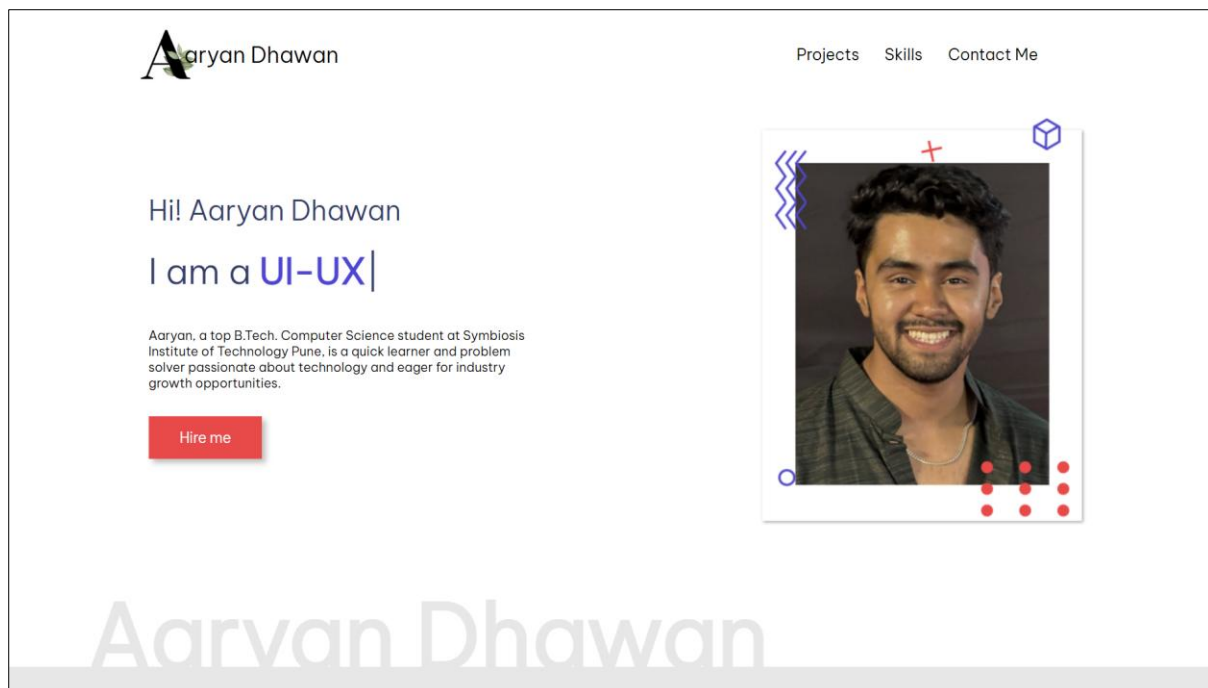 Aaryan Dhawan
Projects Skills Contact Me
Hi! Aaryan Dhawan
I am a UI-UX
Aaryan, a top B.Tech. Computer Science student at Symbiosis
Institute of Technology Pune, is a quick learner and problem
solver passionate about technology and eager for industry
growth opportunities.
Hire me
Aaryan Dhawan